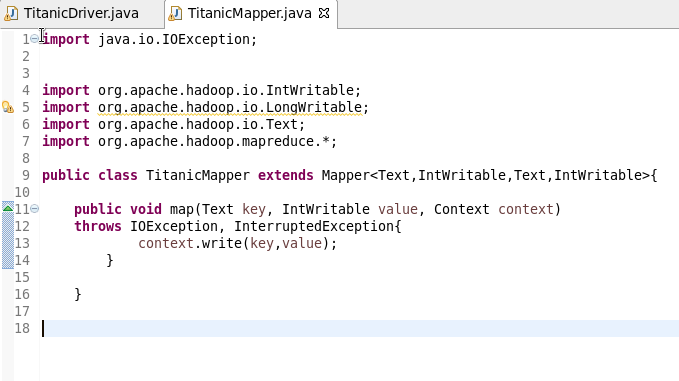 TitanicDriver.java TitanicMapper.java
1 import java.io.IOException;
2
3
4 import org.apache.hadoop.io.IntWritable;
5 import org.apache.hadoop.io.LongWritable;
6 import org.apache.hadoop.io.Text;
7 import org.apache.hadoop.mapreduce.*;
8
9 public class TitanicMapper extends Mapper<Text,IntWritable,Text,IntWritable>{
10
11 public void map(Text key, IntWritable value, Context context)
12 throws IOException, InterruptedException{
13 context.write(key,value);
14 }
15
16 }
17
18